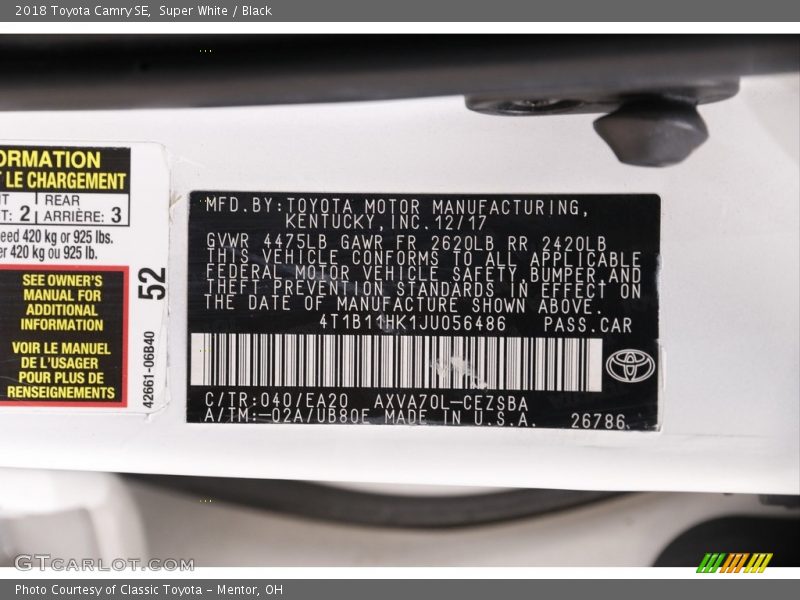 2018 Toyota Camry SE, Super White / Black
ORMATION
T LE CHARGEMENT
REAR
T: 2 ARRIÈRE: 3
eed 420 kg or 925 lbs.
er 420 kg ou 925 lb.
SEE OWNER'S
MANUAL FOR
ADDITIONAL
INFORMATION
VOIR LE MANUEL
DE L'USAGER
POUR PLUS DE
RENSEIGNEMENTS
52
42661-06B40
MFD.BY:TOYOTA MOTOR MANUFACTURING,
KENTUCKY,INC.12/17
GVWR 4475LB GAWR FR 2620LB RR 2420LB
THIS VEHICLE CONFORMS TO ALL APPLICABLE
FEDERAL MOTOR VEHICLE SAFETY,BUMPER,AND
THEFT PREVENTION STANDARDS IN EFFECT ON
THE DATE OF MANUFACTURE SHOWN ABOVE.
4T1B11HK1JU056486 PASS.CAR
C/TR:040/EA20 AXVA70L-CEZSBA
A/TM:-02A/UB80E MADE IN U.S.A. 26786
GTCARLOT.COM
Photo Courtesy of Classic Toyota - Mentor, OH